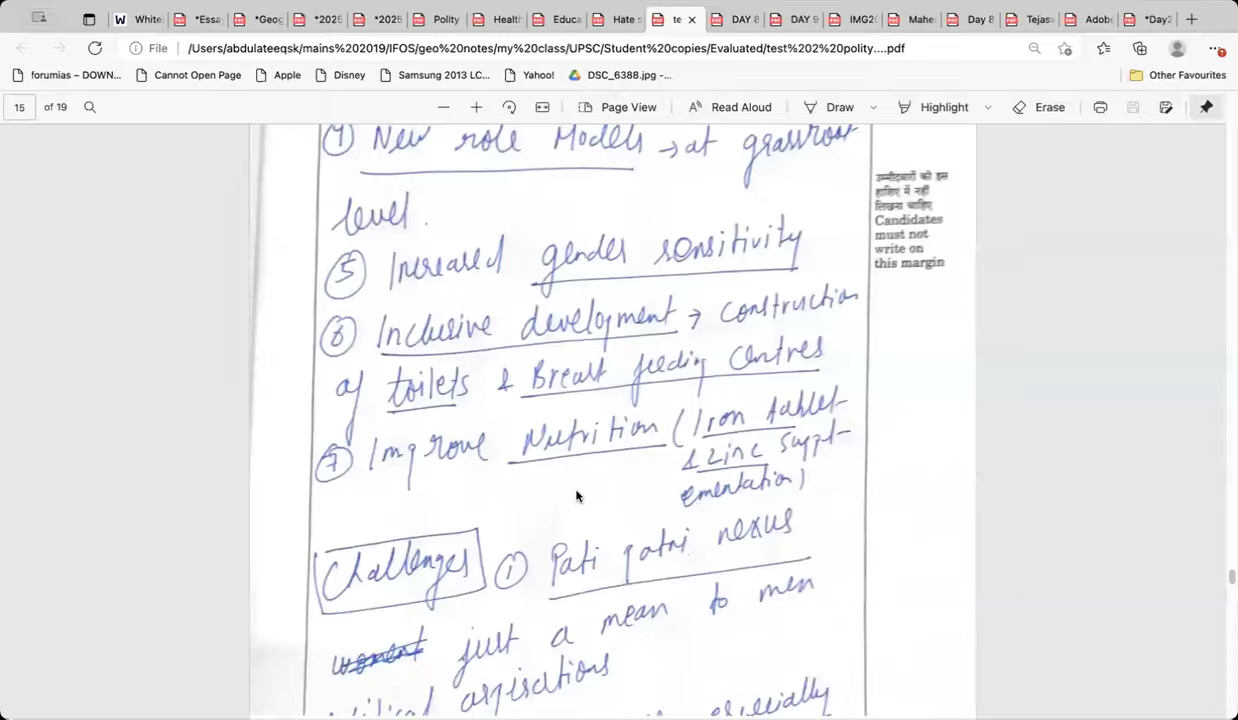 White
*Essa
*Geog
*2025
*2025
Polity
Health
Educa
Hate s
te
DAY 8
DAY 9
IMG20
Mahe
Day 8
Tejasv
Adobe
*Day2
File
/Users/abdulateeqsk/mains%202019/IFOS/geo%20notes/my%20class/UPSC/Student%20copies/Evaluated/test%202%20polity....pdf
forumias – DOWN...
Cannot Open Page
Apple
Disney
Samsung 2013 LC...
Yahoo!
DSC_6388.jpg -...
Other Favourites
15 of 19
Page View
Read Aloud
Draw
Highlight
Erase
④ New role Models → at grassroot
level.
⑤ Increased gender sensitivity
⑥ Inclusive development → construction
of toilets & Breast feeding Centres
⑦ Improve Nutrition (Iron tablet
& Zinc Suppl-
ementation)
Challenges ① Pati patni nexus
just a mean to men
aspirations
especially
उम्मीदवारों को इस
हाशिए में नहीं
लिखना चाहिए
Candidates
must not
write on
this margin